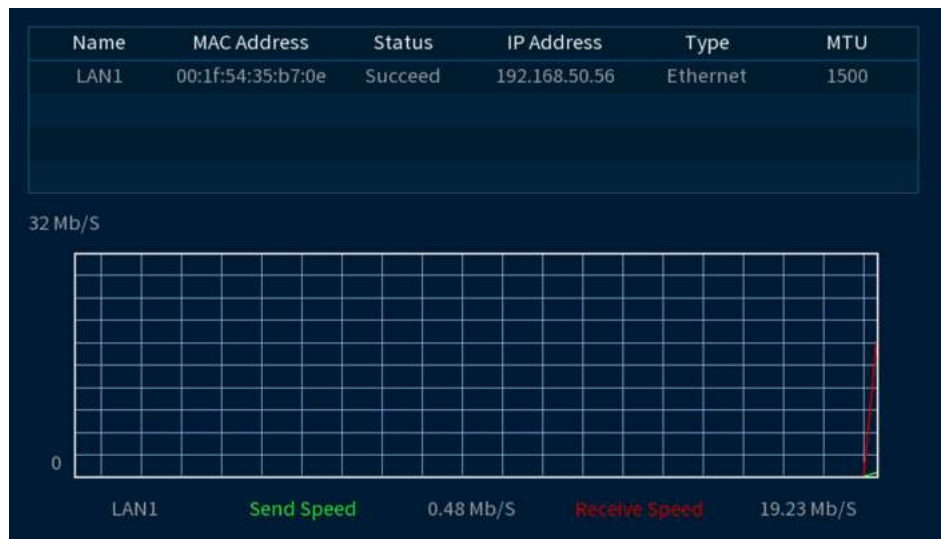 Name MAC Address Status IP Address Type MTU
LAN1 00:1f:54:35:b7:0e Succeed 192.168.50.56 Ethernet 1500
32 Mb/S
0
LAN1 Send Speed 0.48 Mb/S Receive Speed 19.23 Mb/S